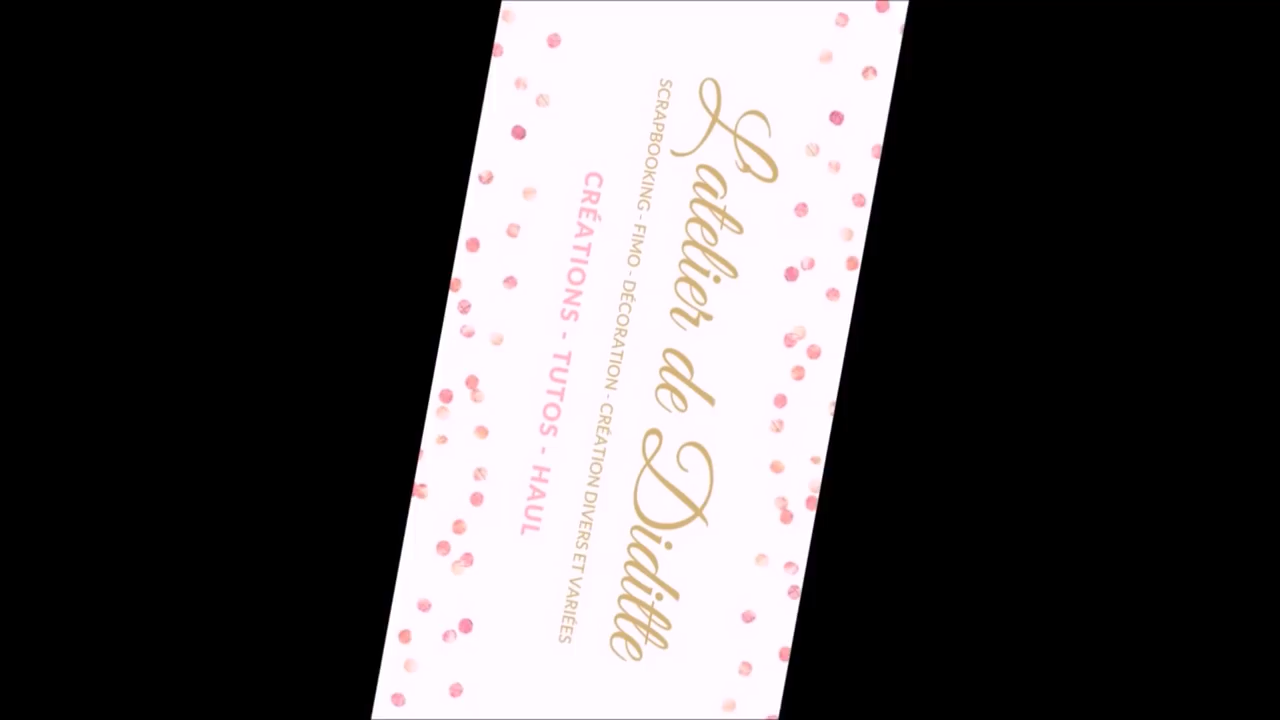 L'atelier de Diditte
SCRAPBOOKING - FIMO - DÉCORATION - CRÉATION DIVERS ET VARIÉES
CRÉATIONS - TUTOS - HAUL